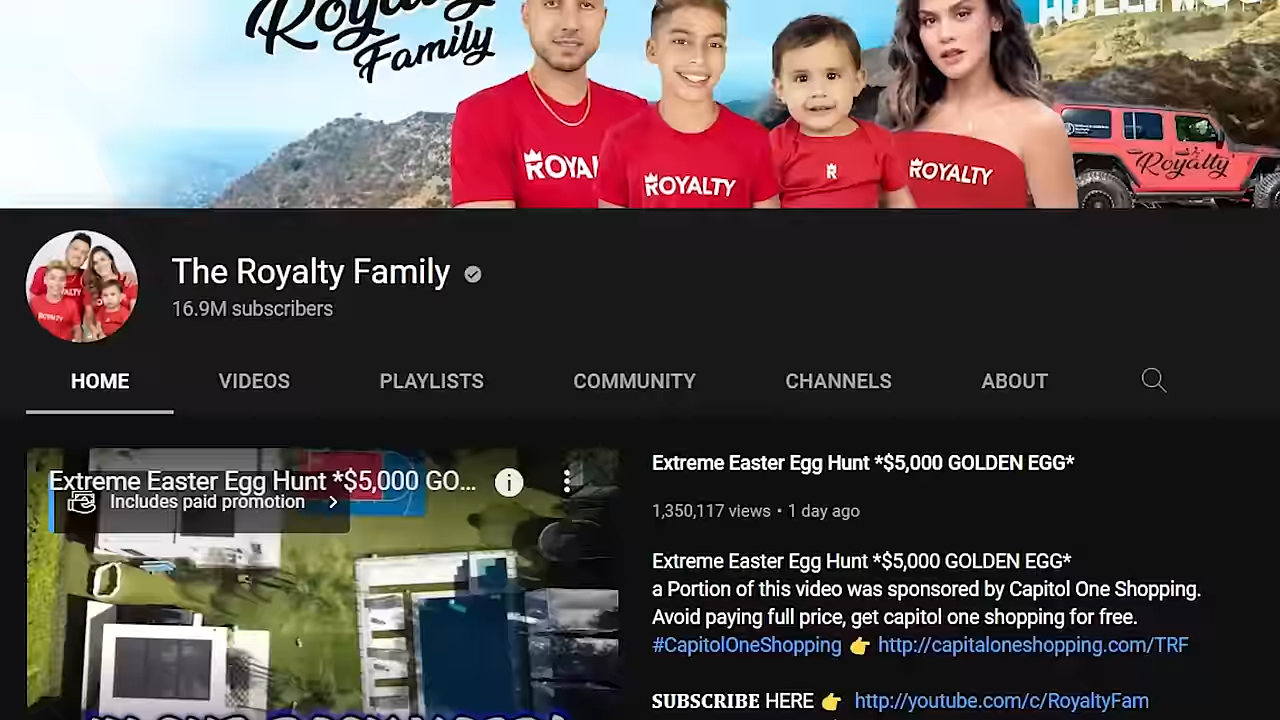 Royalty
Family
ROYAL
ROYALTY
R
ROYALTY
Royalty
The Royalty Family
16.9M subscribers
HOME
VIDEOS
PLAYLISTS
COMMUNITY
CHANNELS
ABOUT
Extreme Easter Egg Hunt *$5,000 GO...
Includes paid promotion
Extreme Easter Egg Hunt *$5,000 GOLDEN EGG*
1,350,117 views • 1 day ago
Extreme Easter Egg Hunt *$5,000 GOLDEN EGG*
a Portion of this video was sponsored by Capitol One Shopping.
Avoid paying full price, get capitol one shopping for free.
#CapitolOneShopping 👉 http://capitaloneshopping.com/TRF
SUBSCRIBE HERE 👉 http://youtube.com/c/RoyaltyFam